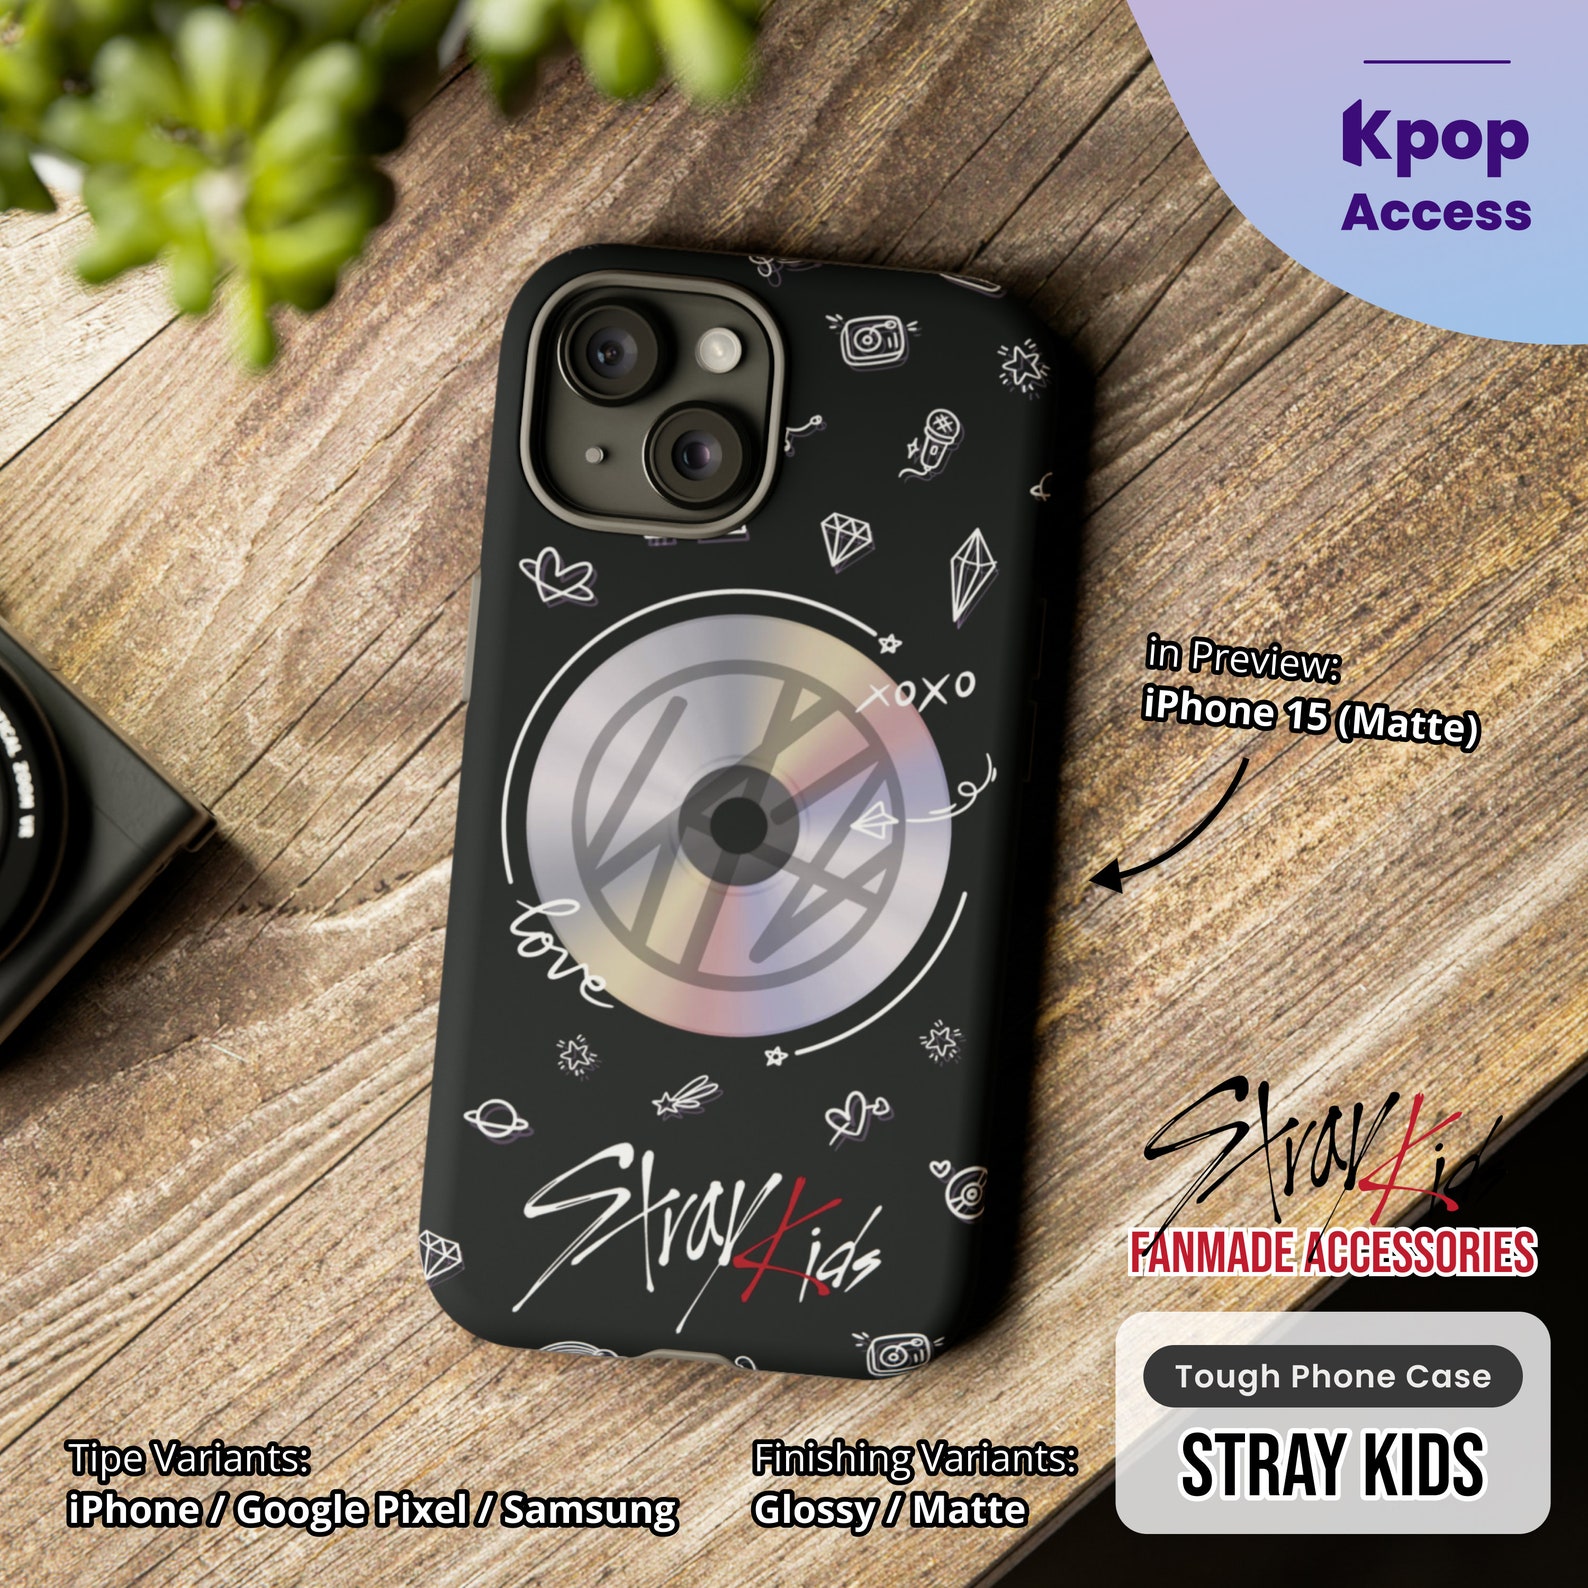 Kpop
Access
xoxo
love
Stray Kids
in Preview:
iPhone 15 (Matte)
ZOOM
Stray Kids
FANMADE ACCESSORIES
Tough Phone Case
STRAY KIDS
Tipe Variants:
iPhone / Google Pixel / Samsung
Finishing Variants:
Glossy / Matte